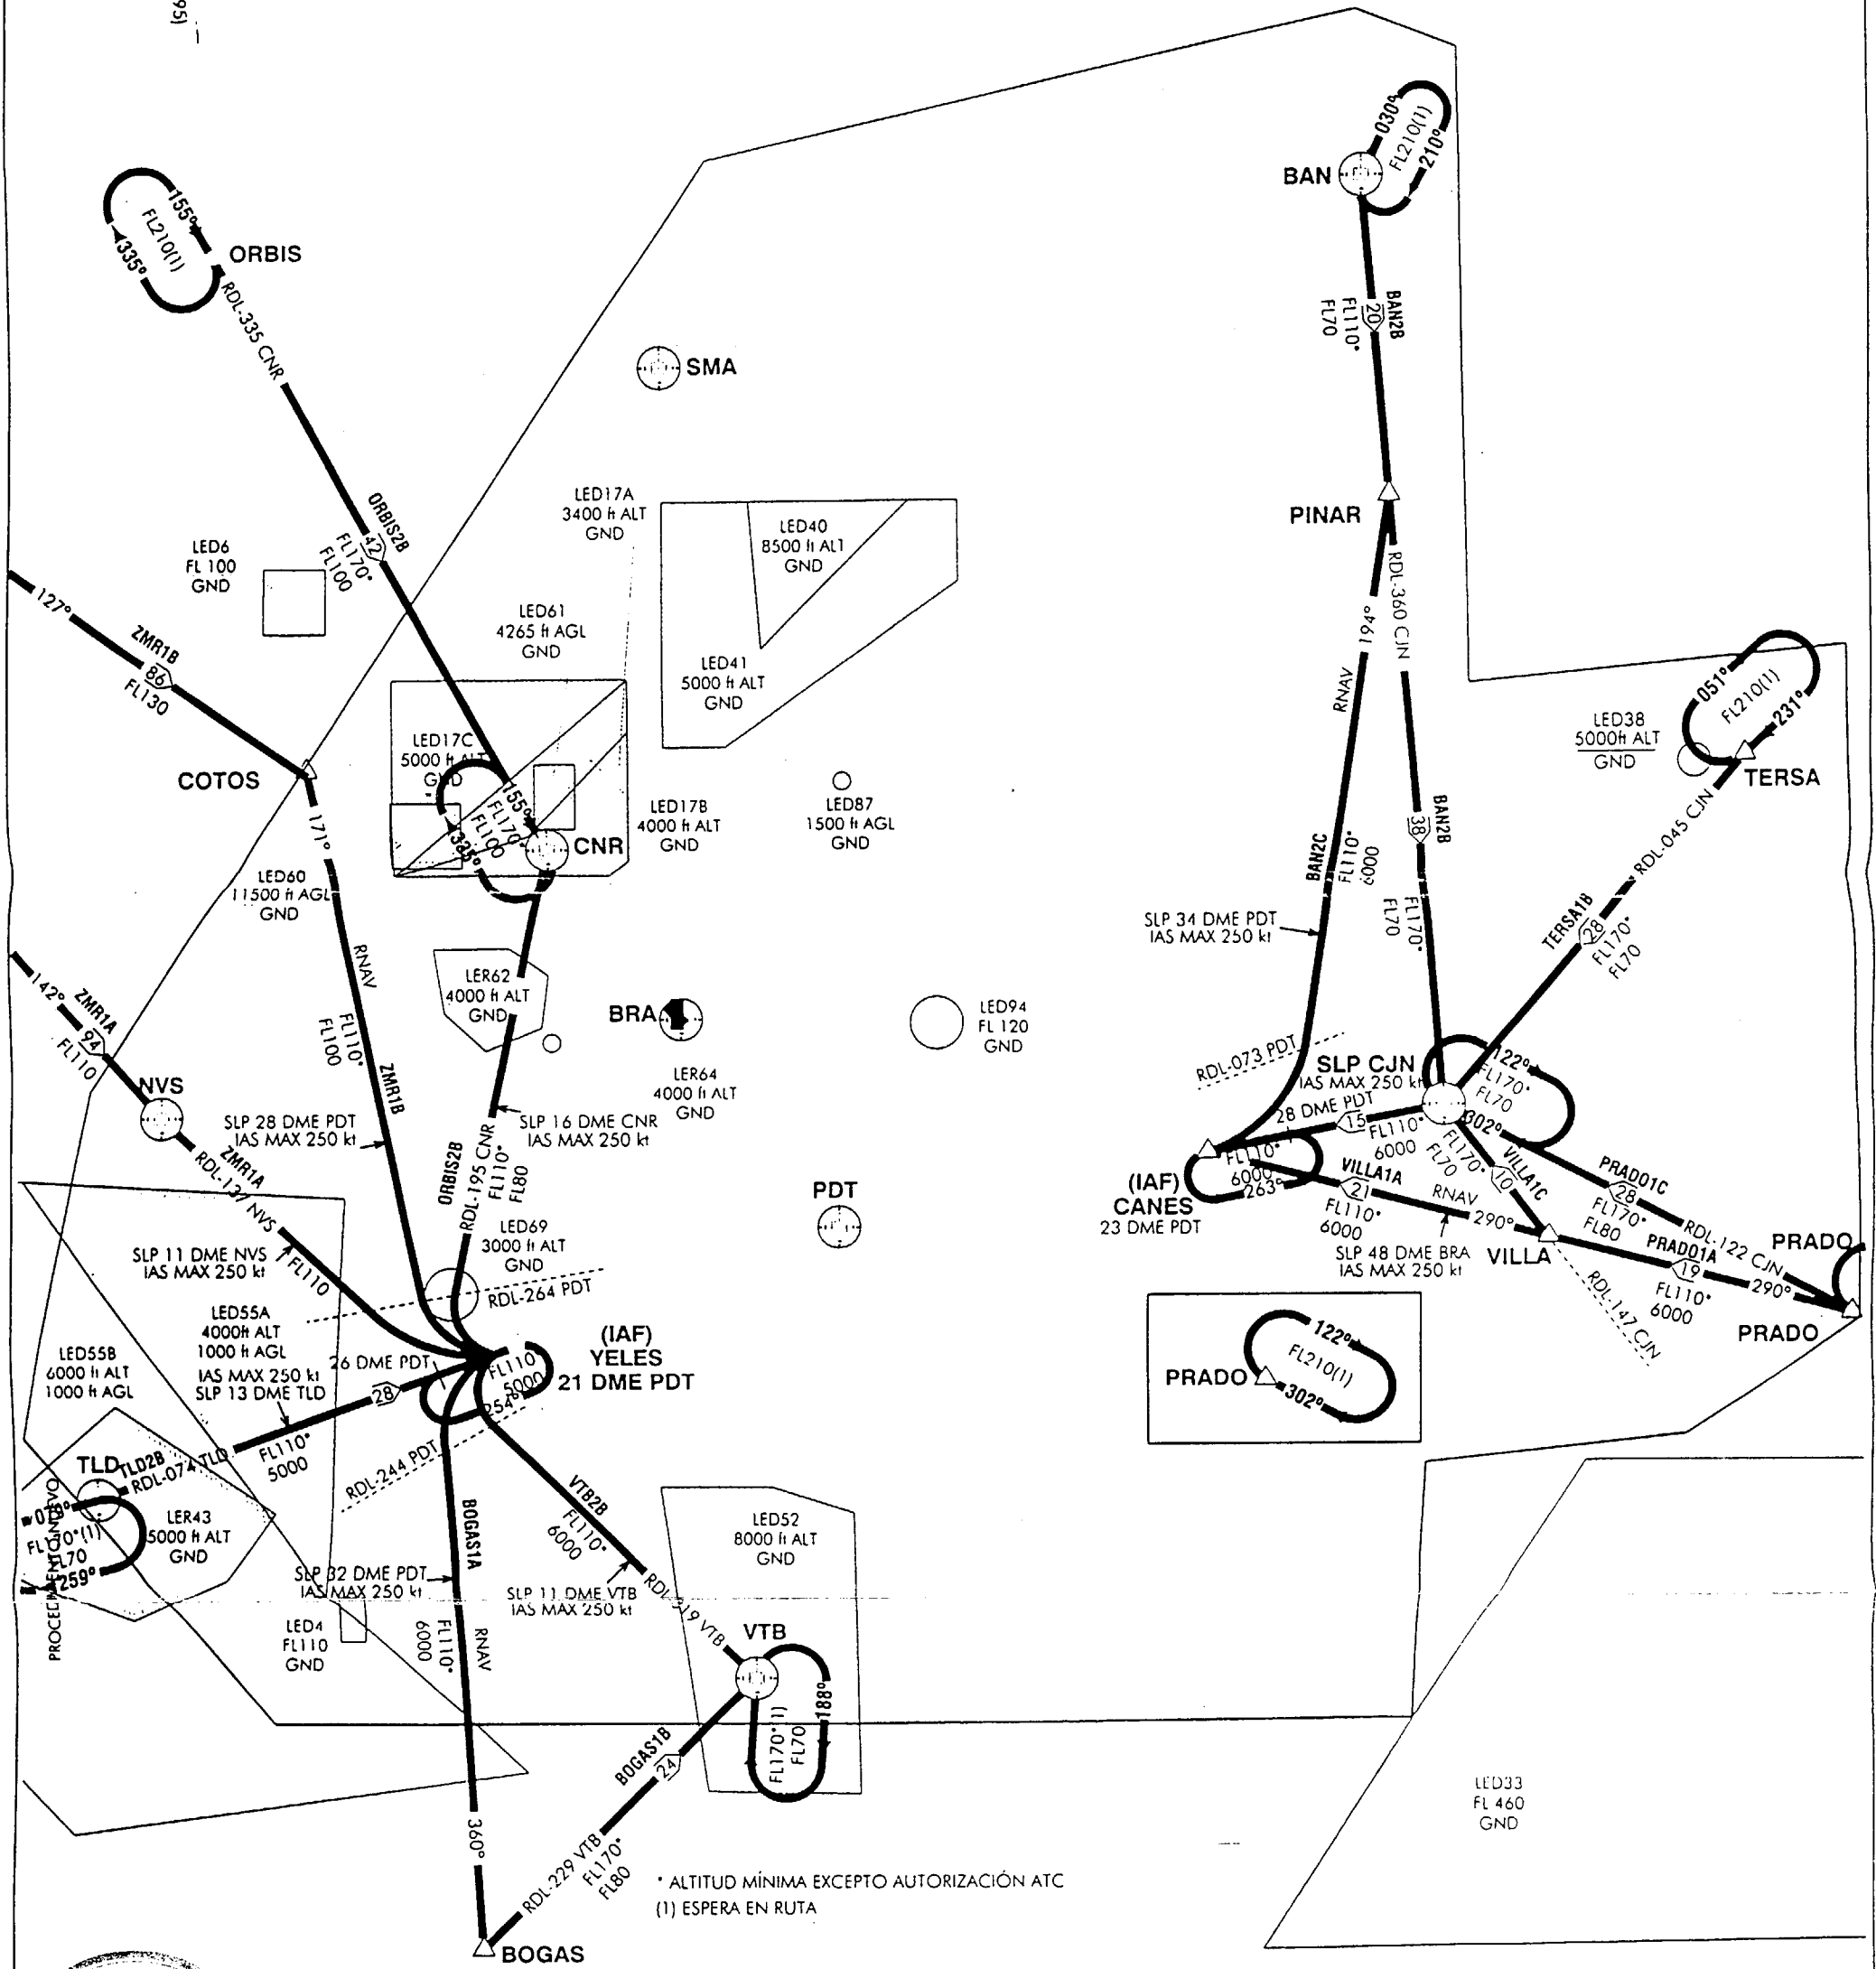 95)
BAN
030°
FL210(1)
210°
155°
FL210(1)
335°
ORBIS
RDL-335 CNR
BAN2B
20
FL110*
FL70
SMA
ORBIS2B
42
FL170*
FL100
LED17A
3400 ft ALT
GND
LED40
8500 ft ALT
GND
PINAR
LED6
FL 100
GND
127°
ZMR1B
86
FL130
LED61
4265 ft AGL
GND
LED41
5000 ft ALT
GND
RNAV
194°
RDL-360 CJN
051°
FL210(1)
231°
LED38
5000ft ALT
GND
TERSA
COTOS
LED17C
5000 ft ALT
GND
155°
FL170*
FL100
335°
CNR
LED17B
4000 ft ALT
GND
LED87
1500 ft AGL
GND
171°
LED60
11500 ft AGL
GND
BAN2C
FL110*
6000
BAN2B
38
FL170*
FL70
RDL-045 CJN
TERSA1B
28
FL170*
FL70
SLP 34 DME PDT
IAS MAX 250 kt
RNAV
FL110*
FL100
ZMR1B
LER62
4000 ft ALT
GND
BRA
LED94
FL 120
GND
142°
ZMR1A
94
FL110
NVS
LER64
4000 ft ALT
GND
RDL-073 PDT
SLP CJN
IAS MAX 250 kt
122°
FL170*
FL70
302°
SLP 28 DME PDT
IAS MAX 250 kt
SLP 16 DME CNR
IAS MAX 250 kt
28 DME PDT
15
FL110*
6000
ZMR1A
RDL-137 NVS
ORBIS2B
RDL-195 CNR
FL110*
FL80
PDT
(IAF)
CANES
23 DME PDT
FL110*
6000
263°
VILLA1A
21
FL110*
6000
RNAV
290°
FL170*
FL70
VILLA1C
10
PRADO1C
28
FL170*
FL80
RDL-122 CJN
SLP 48 DME BRA
IAS MAX 250 kt
VILLA
PRADO1A
19
FL110*
6000
290°
PRADO
PRADO
RDL-147 CJN
LED69
3000 ft ALT
GND
SLP 11 DME NVS
IAS MAX 250 kt
FL110
RDL-264 PDT
LED55A
4000ft ALT
1000 ft AGL
LED55B
6000 ft ALT
1000 ft AGL
IAS MAX 250 kt
SLP 13 DME TLD
26 DME PDT
28
(IAF)
YELES
21 DME PDT
FL110*
5000
254°
122°
FL210(1)
302°
PRADO
TLD
TLD2B
RDL-074 TLD
FL110*
5000
RDL-244 PDT
FL170*(1)
FL70
259°
LER43
5000 ft ALT
GND
BOGAS1A
VTB2B
FL110*
6000
LED52
8000 ft ALT
GND
SLP 32 DME PDT
IAS MAX 250 kt
SLP 11 DME VTB
IAS MAX 250 kt
RDL-319 VTB
VTB
LED4
FL110
GND
FL110*
6000
RNAV
188°
FL170*(1)
FL70
BOGAS1B
24
360°
RDL-229 VTB
FL170*
FL80
LED33
FL 460
GND
* ALTITUD MÍNIMA EXCEPTO AUTORIZACIÓN ATC
(1) ESPERA EN RUTA
BOGAS